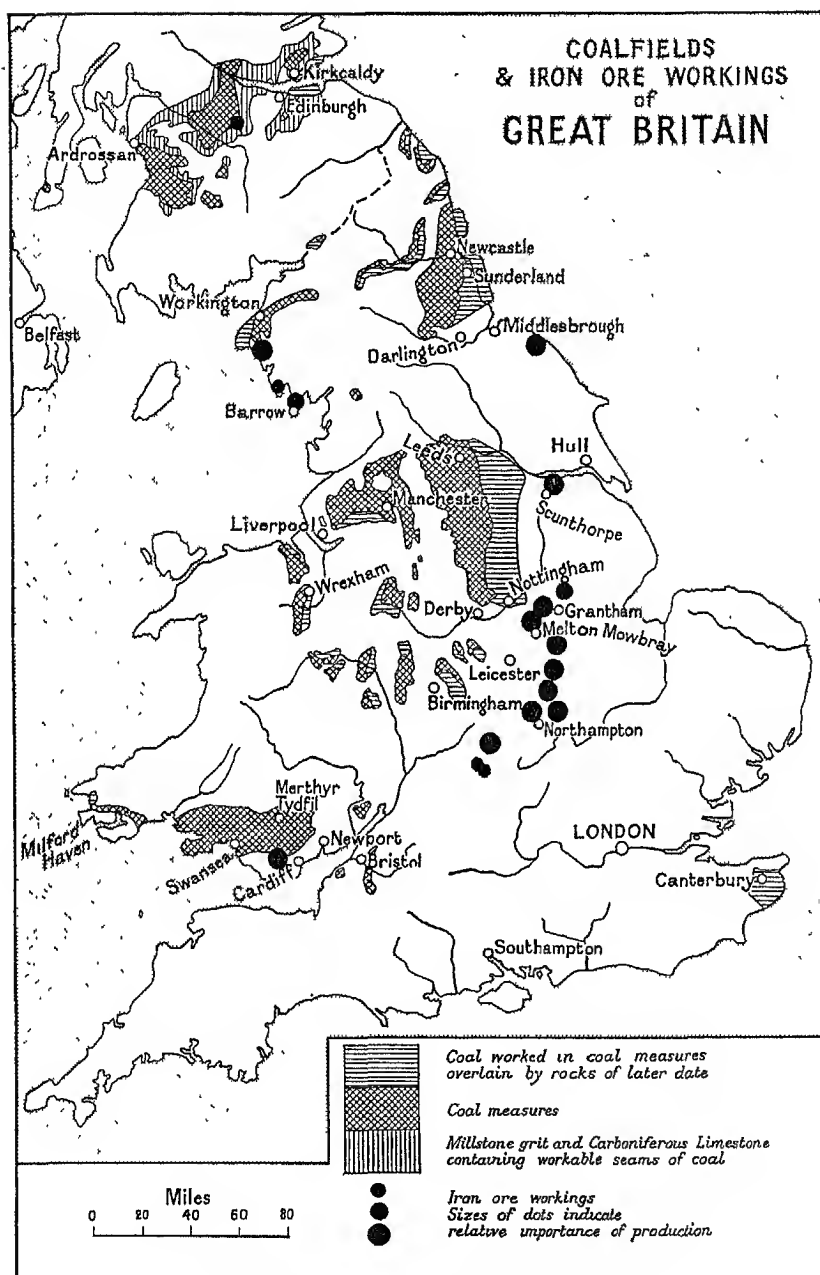 COALFIELDS
& IRON ORE WORKINGS
of
GREAT BRITAIN
Kirkcaldy
Edinburgh
Ardrossan
Newcastle
Sunderland
Workington
Belfast
Middlesbrough
Darlington
Barrow
Leeds
Hull
Manchester
Scunthorpe
Liverpool
Wrexham
Nottingham
Derby
Grantham
Melton Mowbray
Leicester
Birmingham
Northampton
Merthyr
Tydfil
Milford
Haven
Newport
LONDON
Swansea
Cardiff
Bristol
Canterbury
Southampton
Coal worked in coal measures
overlain by rocks of later date
Coal measures
Millstone grit and Carboniferous Limestone
containing workable seams of coal
Miles
0 20 40 60 80
Iron ore workings
Sizes of dots indicate
relative importance of production